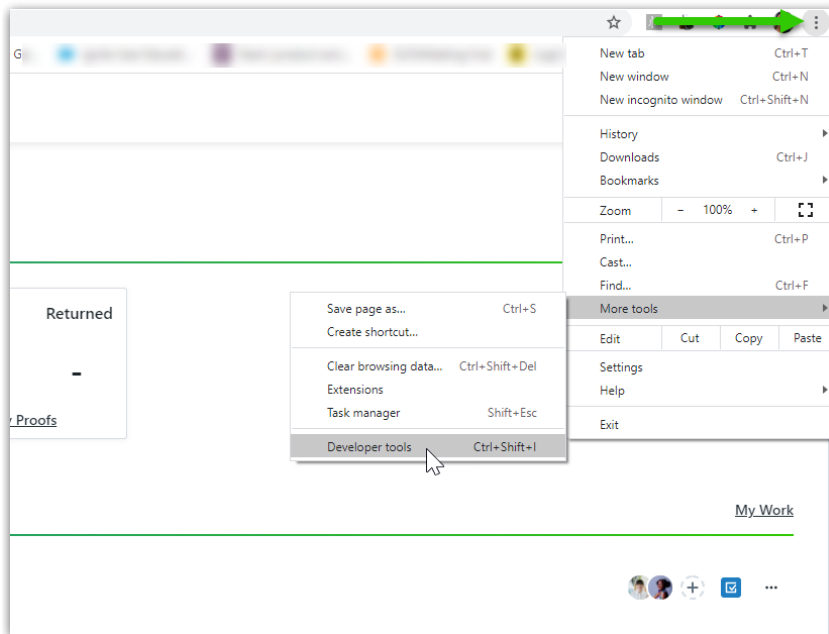 G
New tab Ctrl+T
New window Ctrl+N
New incognito window Ctrl+Shift+N
History
Downloads Ctrl+J
Bookmarks
Zoom - 100% +
Print... Ctrl+P
Cast...
Find... Ctrl+F
More tools
Edit Cut Copy Paste
Settings
Help
Exit
Save page as... Ctrl+S
Create shortcut...
Clear browsing data... Ctrl+Shift+Del
Extensions
Task manager Shift+Esc
Developer tools Ctrl+Shift+I
Returned
-
Proofs
My Work